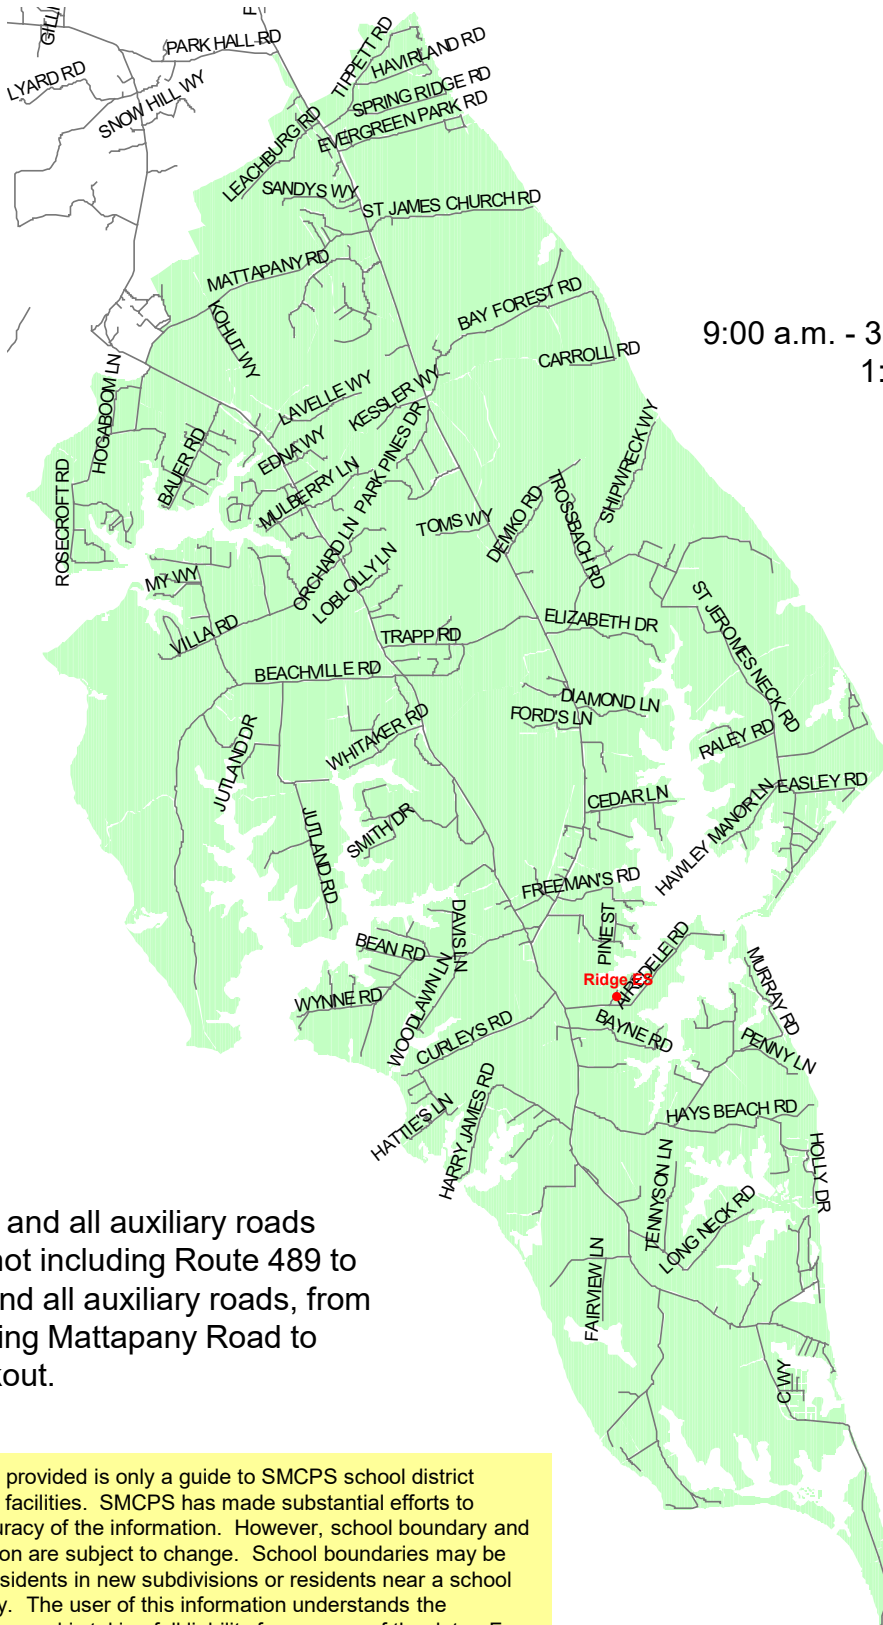 GILLI
F
PARK HALL RD
LYARD RD
SNOW HILL WY
TIPPETT RD
HAVIRLAND RD
SPRING RIDGE RD
EVERGREEN PARK RD
LEACHBURG RD
SANDYS WY
ST JAMES CHURCH RD
MATTAPANY RD
KOHUT WY
BAY FOREST RD
CARROLL RD
9:00 a.m. - 3
1:
HOGABOOM LN
LAVELLE WY
KESSLER WY
EDNA WY
BAUER RD
PARK PINES DR
SHIPWRECK WY
ROSECROFT RD
MULBERRY LN
TOMS WY
DEMKO RD
TROSSBACH RD
ORCHARD LN
LOBLOLLY LN
MY WY
VILLA RD
TRAPP RD
ELIZABETH DR
ST JEROMES NECK RD
BEACHVILLE RD
DIAMOND LN
FORD'S LN
WHITAKER RD
JUTLAND DR
RALEY RD
EASLEY RD
CEDAR LN
HAWLEY MANOR LN
SMITH DR
JUTLAND RD
FREEMAN'S RD
DAVIS LN
PINE ST
BEAN RD
AIREDELE RD
Ridge ES
MURRAY RD
WYNNE RD
WOODLAWN LN
CURLEYS RD
BAYNE RD
PENNY LN
HATTIE'S LN
HARRY JAMES RD
HAYS BEACH RD
HOLLY DR
TENNYSON LN
LONG NECK RD
FAIRVIEW LN
C WY
and all auxiliary roads
not including Route 489 to
nd all auxiliary roads, from
ing Mattapany Road to
kout.
provided is only a guide to SMCPS school district
facilities. SMCPS has made substantial efforts to
uracy of the information. However, school boundary and
on are subject to change. School boundaries may be
sidents in new subdivisions or residents near a school
y. The user of this information understands the